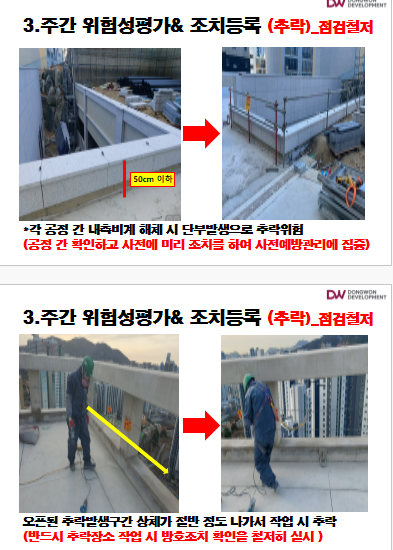 DW DONGWON
DEVELOPMENT
3.주간 위험성평가& 조치등록 (추락)_점검철저
50cm 이하
*각 공정 간 내측비계 해체 시 단부발생으로 추락위험
(공정 간 확인하고 사전에 미리 조치를 하여 사전예방관리에 집중)
DW DONGWON
DEVELOPMENT
3.주간 위험성평가& 조치등록 (추락)_점검철저
오픈된 추락발생구간 상체가 절반 정도 나가서 작업 시 추락
(반드시 추락장소 작업 시 방호조치 확인을 철저히 실시 )